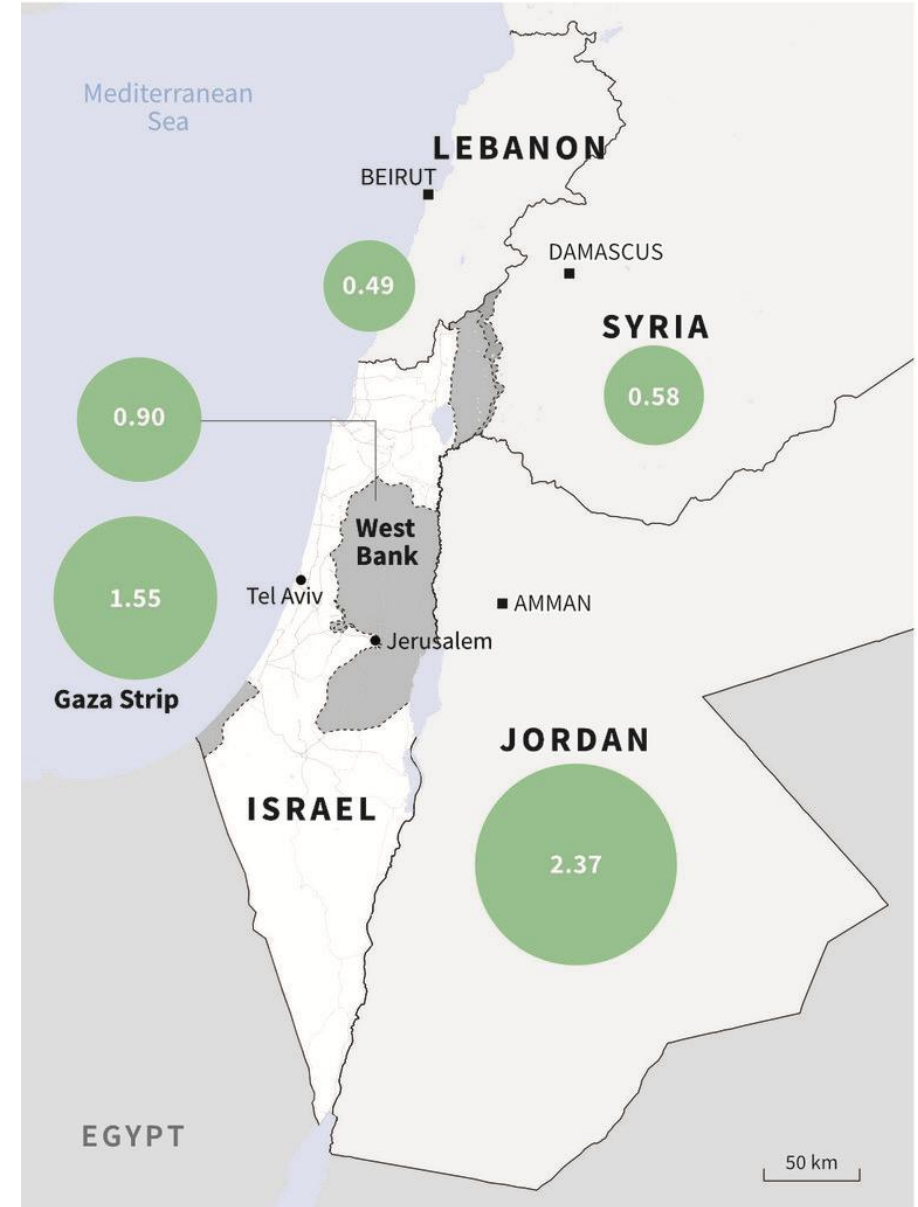 Mediterranean
Sea
LEBANON
BEIRUT
DAMASCUS
0.49
SYRIA
0.58
0.90
West
Bank
1.55
Tel Aviv
AMMAN
Jerusalem
Gaza Strip
JORDAN
ISRAEL
2.37
EGYPT
50 km